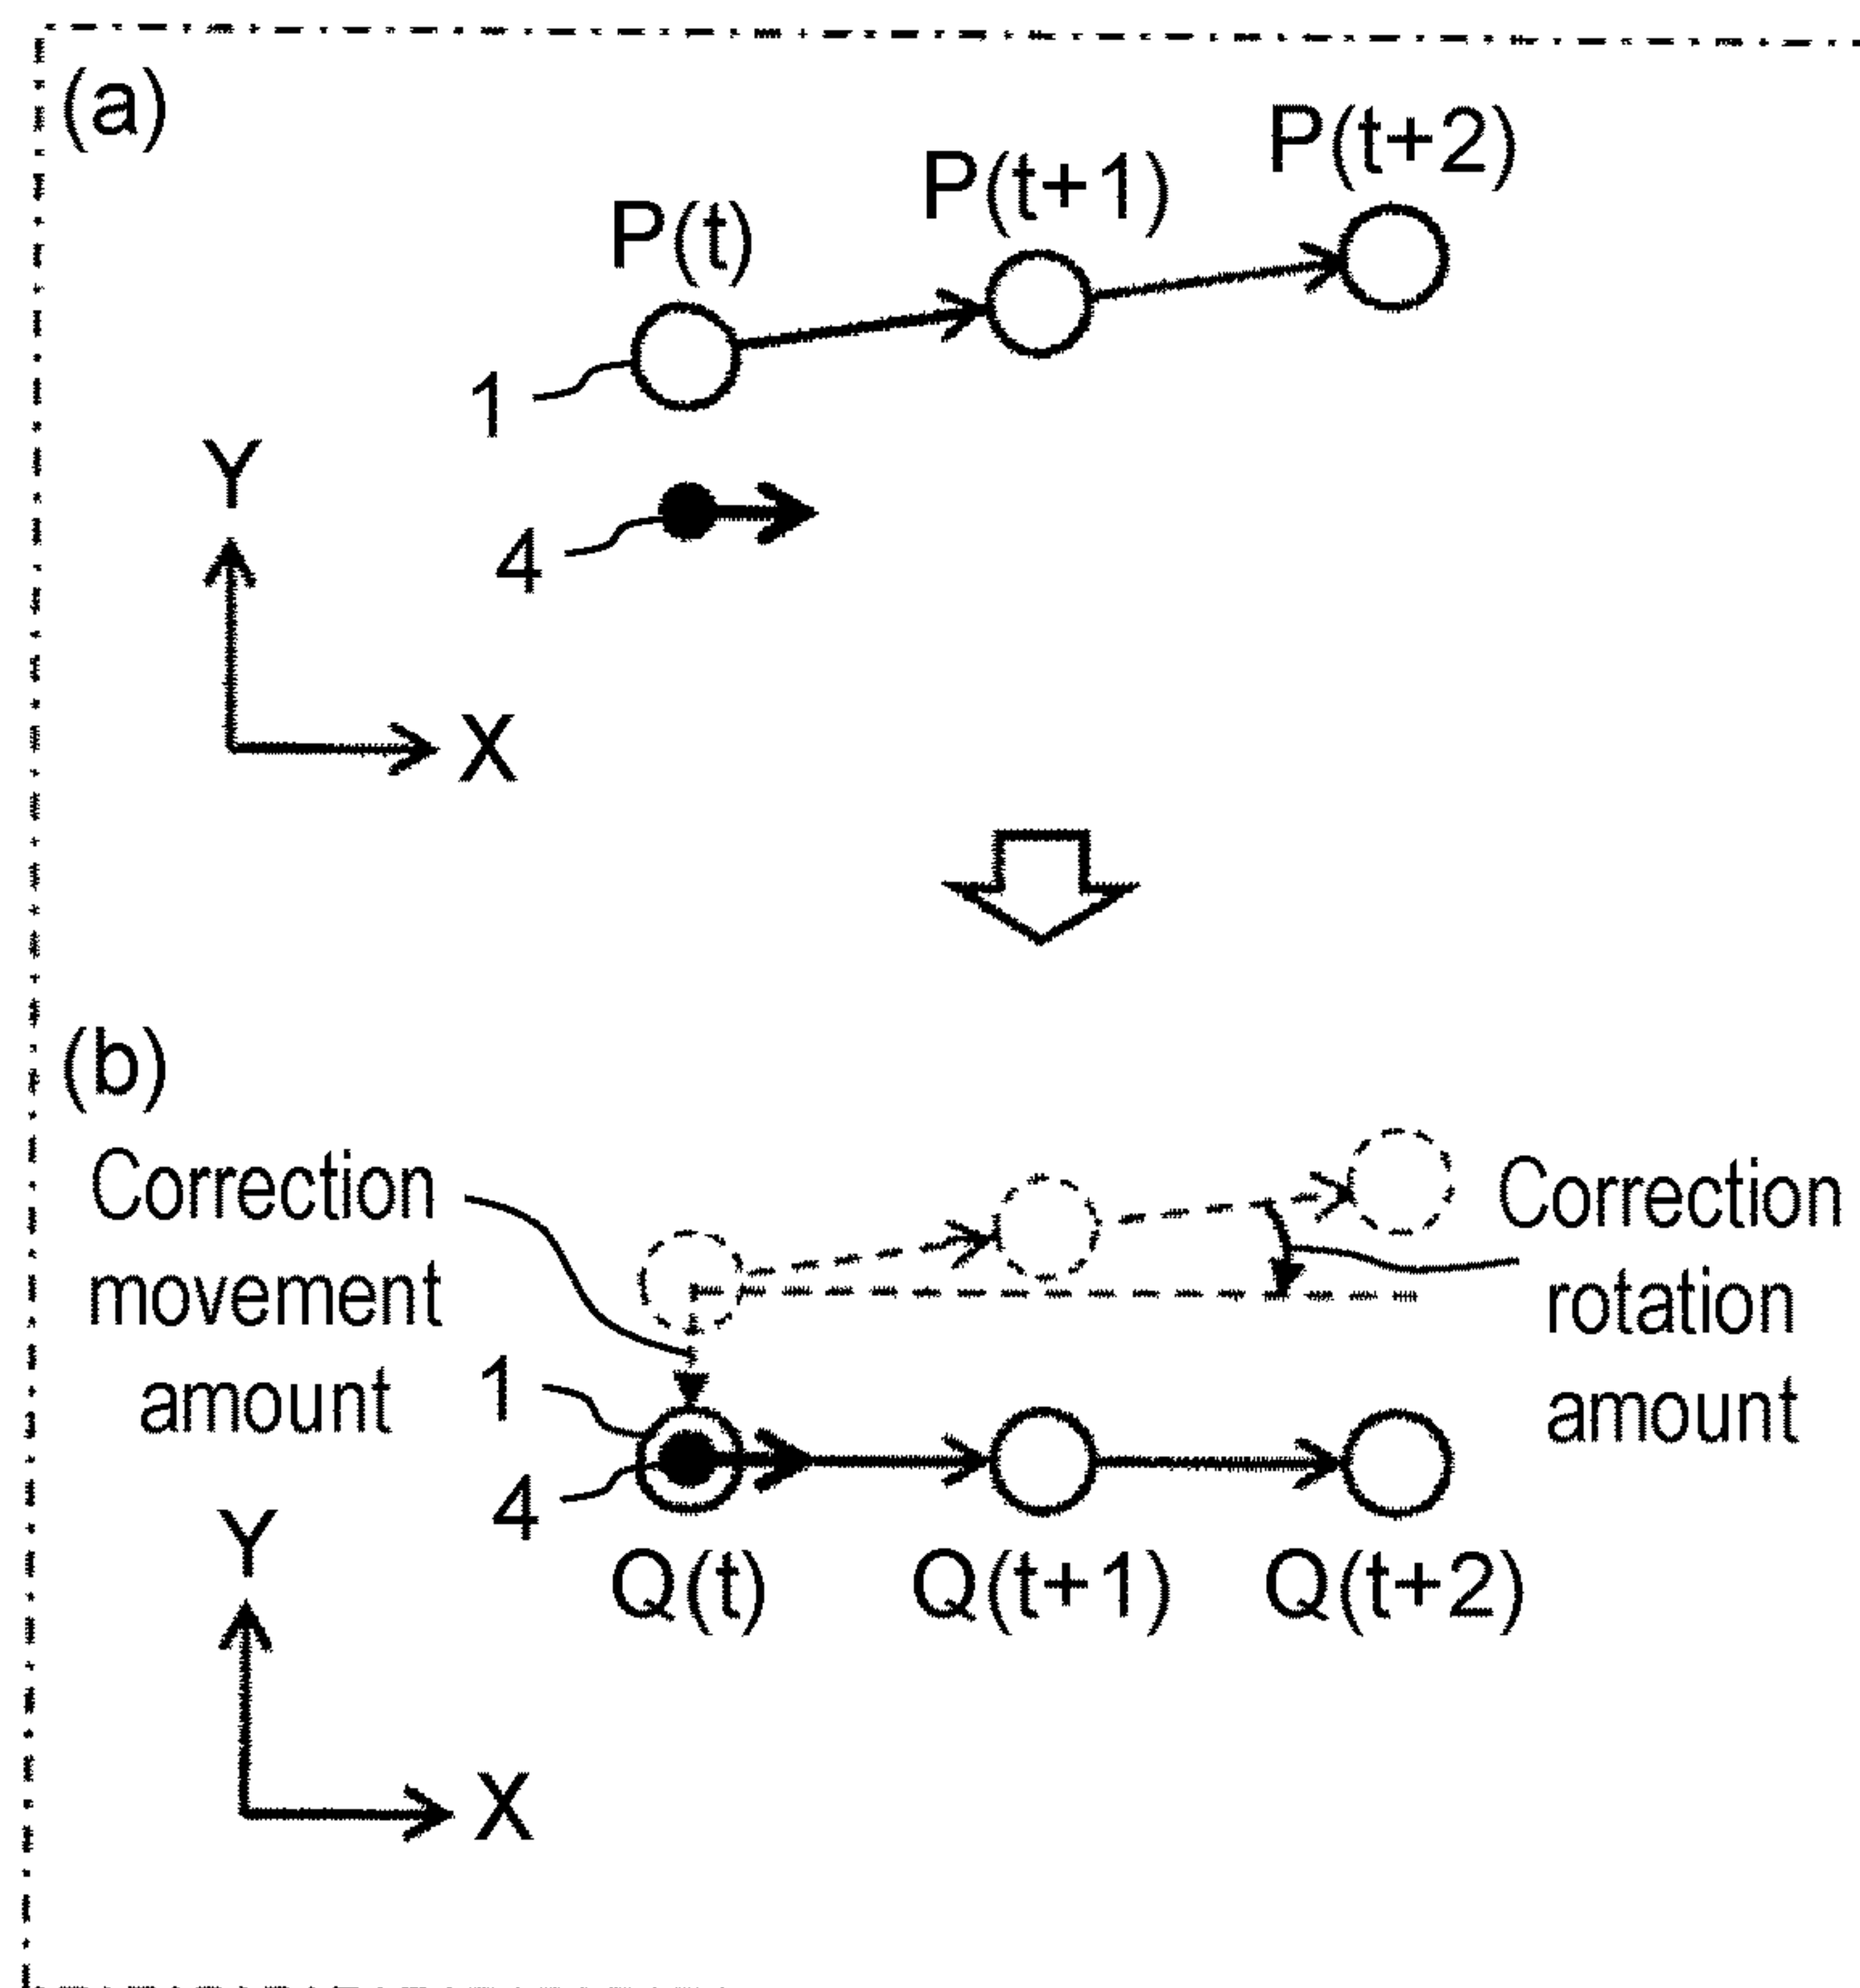 (a)
P(t+2)
P(t+1)
P(t)
1
Y
4
X
(b)
Correction
movement
amount
Correction
rotation
amount
1
4
Y
Q(t) Q(t+1) Q(t+2)
X